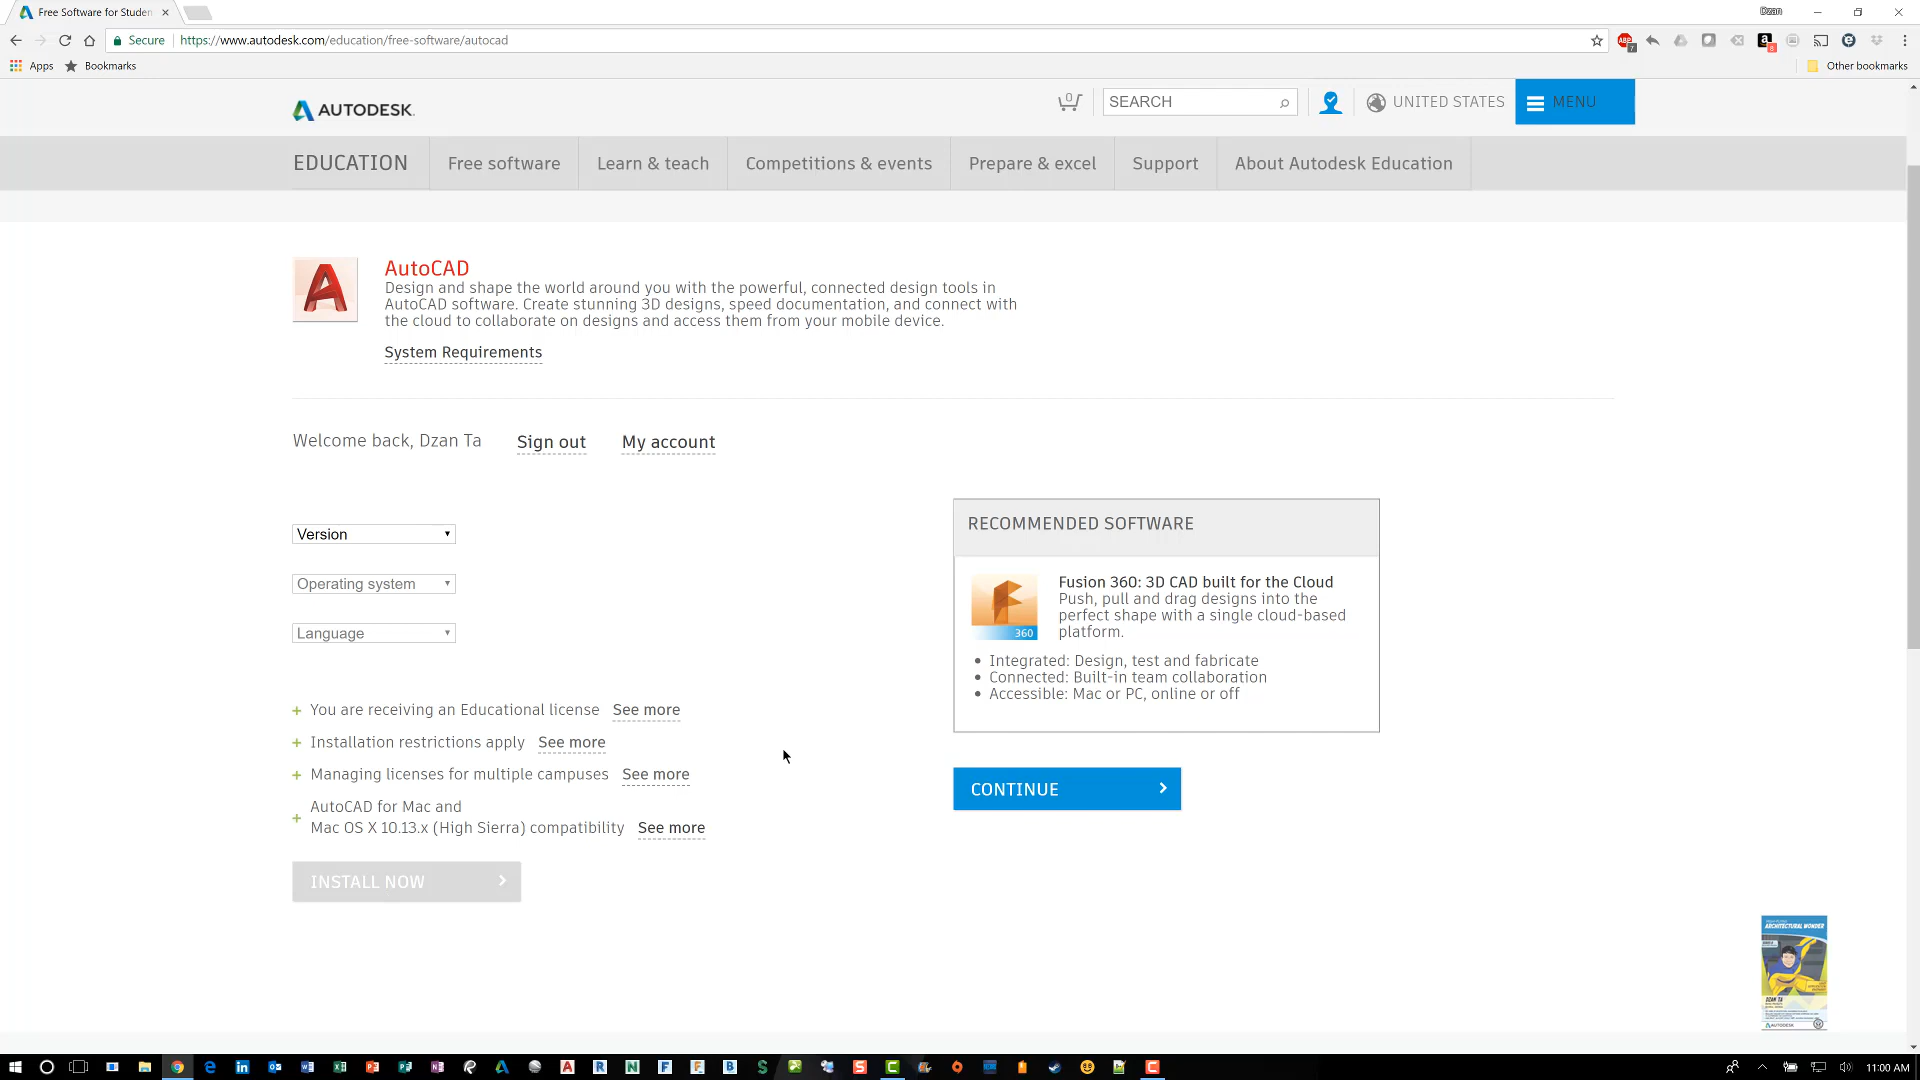 Free Software for Studen
Dzan
Secure
https://www.autodesk.com/education/free-software/autocad
Apps
Bookmarks
Other bookmarks
AUTODESK.
0
SEARCH
UNITED STATES
MENU
EDUCATION
Free software
Learn & teach
Competitions & events
Prepare & excel
Support
About Autodesk Education
AutoCAD
Design and shape the world around you with the powerful, connected design tools in
AutoCAD software. Create stunning 3D designs, speed documentation, and connect with
the cloud to collaborate on designs and access them from your mobile device.
System Requirements
Welcome back, Dzan Ta
Sign out
My account
Version
Operating system
Language
You are receiving an Educational license See more
Installation restrictions apply See more
Managing licenses for multiple campuses See more
AutoCAD for Mac and
Mac OS X 10.13.x (High Sierra) compatibility See more
INSTALL NOW
RECOMMENDED SOFTWARE
Fusion 360: 3D CAD built for the Cloud
Push, pull and drag designs into the
perfect shape with a single cloud-based
platform.
360
Integrated: Design, test and fabricate
Connected: Built-in team collaboration
Accessible: Mac or PC, online or off
CONTINUE
ARCHITECTURAL WONDER
DZAN TA
AUTODESK
11:00 AM